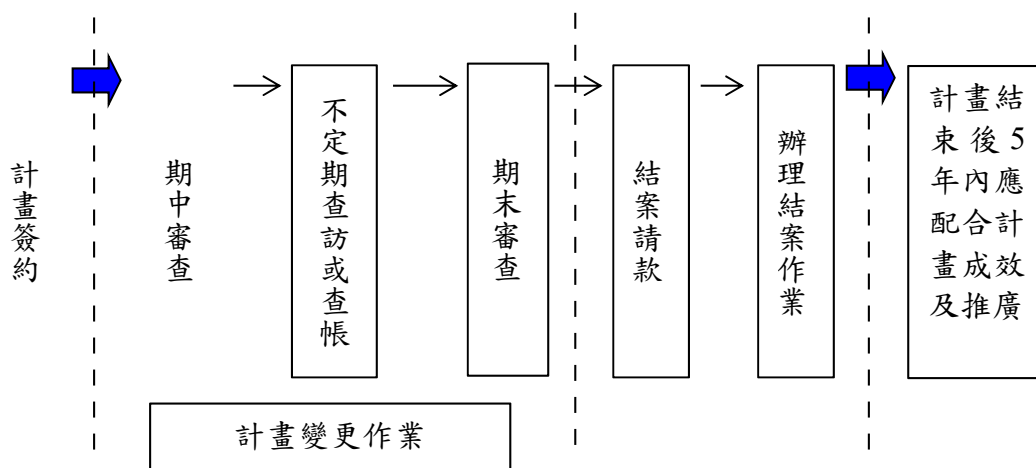 計畫簽約
期中審查
不定期查訪或查帳
期末審查
結案請款
辦理結案作業
計畫結
束後5
年內應
配合計
畫成效
及推廣
計畫變更作業